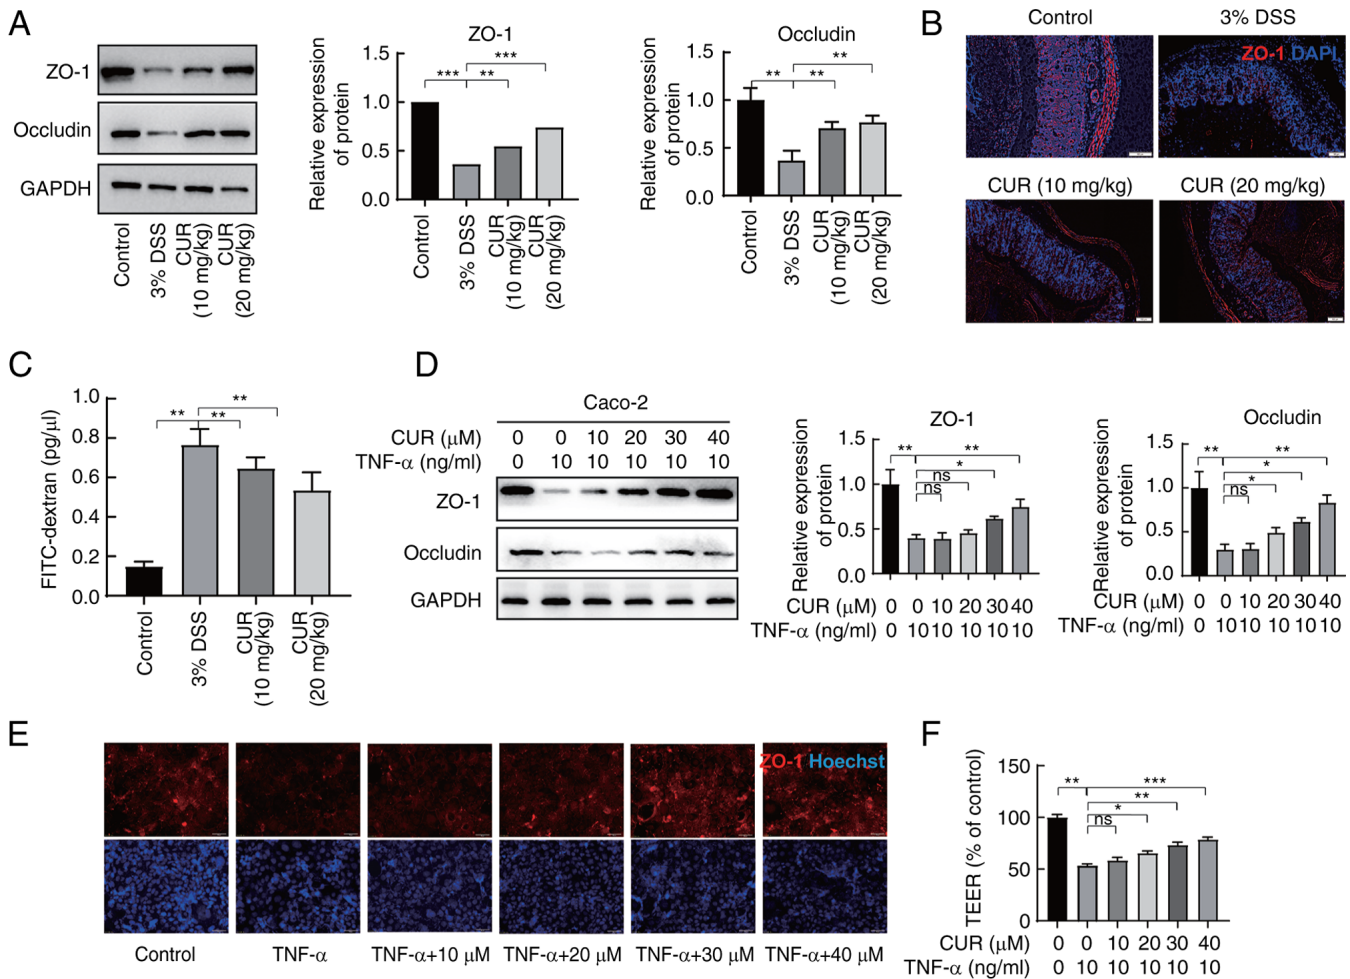 A
ZO-1
Occludin
GAPDH
Control
3% DSS
CUR
(10 mg/kg)
CUR
(20 mg/kg)
ZO-1
Relative expression
of protein
1.5
1.0
0.5
0.0
*** **
***
Control
3% DSS
CUR
(10 mg/kg)
CUR
(20 mg/kg)
Occludin
Relative expression
of protein
1.5
1.0
0.5
0.0
** **
**
Control
3% DSS
CUR
(10 mg/kg)
CUR
(20 mg/kg)
B
Control
3% DSS
ZO-1 DAPI
CUR (10 mg/kg)
CUR (20 mg/kg)
C
FITC-dextran (pg/μl)
1.0
0.8
0.6
0.4
0.2
0.0
** **
**
Control
3% DSS
CUR
(10 mg/kg)
CUR
(20 mg/kg)
D
Caco-2
CUR (μM) 0 0 10 20 30 40
TNF-α (ng/ml) 0 10 10 10 10 10
ZO-1
Occludin
GAPDH
ZO-1
Relative expression
of protein
1.5
1.0
0.5
0.0
** **
*
ns
ns
CUR (μM) 0 0 10 20 30 40
TNF-α (ng/ml) 0 10 10 10 10 10
Occludin
Relative expression
of protein
1.5
1.0
0.5
0.0
** **
*
*
ns
CUR (μM) 0 0 10 20 30 40
TNF-α (ng/ml) 0 10 10 10 10 10
E
ZO-1 Hoechst
Control
TNF-α
TNF-α+10 μM
TNF-α+20 μM
TNF-α+30 μM
TNF-α+40 μM
F
TEER (% of control)
150
100
50
0
** ***
**
*
ns
CUR (μM) 0 0 10 20 30 40
TNF-α (ng/ml) 0 10 10 10 10 10